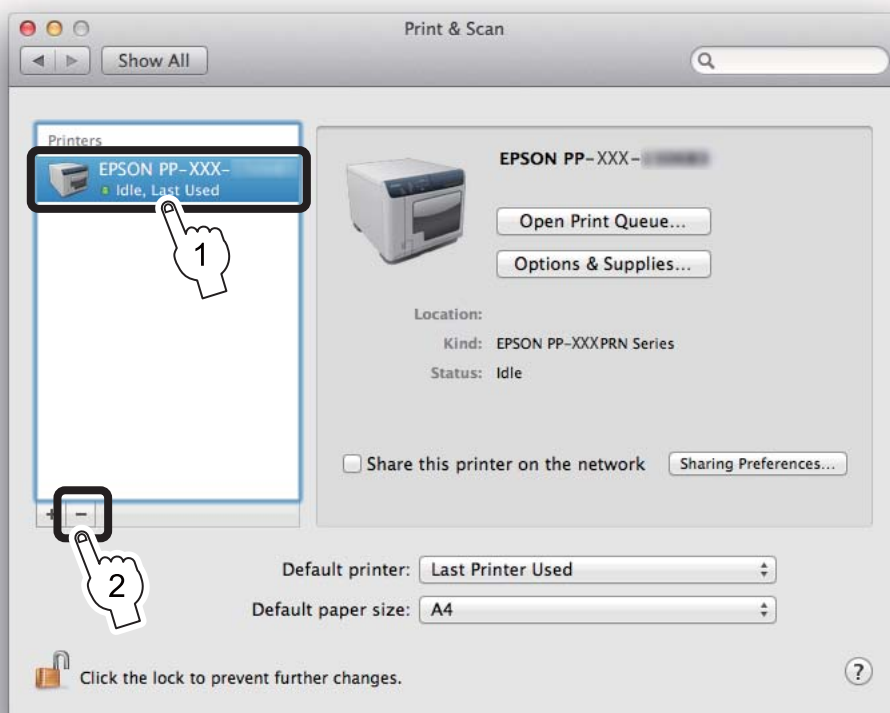 Print & Scan
Show All
Printers
EPSON PP-XXX-
Idle, Last Used
1
EPSON PP-XXX-
Open Print Queue...
Options & Supplies...
Location:
Kind: EPSON PP-XXXPRN Series
Status: Idle
Share this printer on the network Sharing Preferences...
+ −
2
Default printer: Last Printer Used
Default paper size: A4
Click the lock to prevent further changes. ?